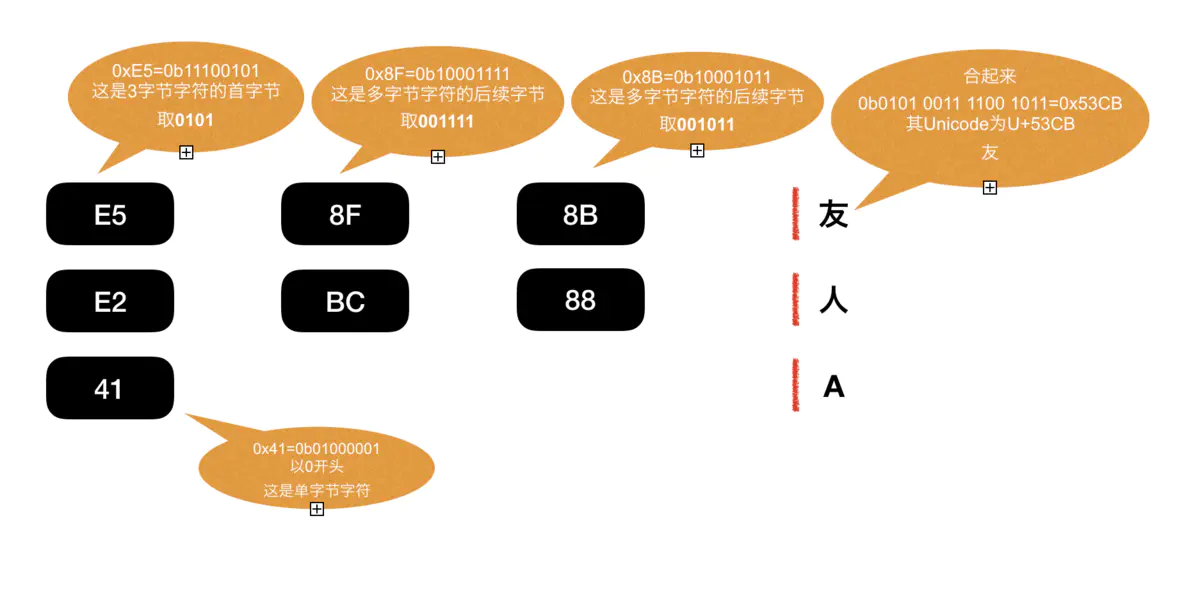 0xE5=0b11100101
这是3字节字符的首字节
取0101
0x8F=0b10001111
这是多字节字符的后续字节
取001111
0x8B=0b10001011
这是多字节字符的后续字节
取001011
合起来
0b0101 0011 1100 1011=0x53CB
其Unicode为U+53CB
友
E5 8F 8B 友
E2 BC 88 人
41 A
0x41=0b01000001
以0开头
这是单字节字符